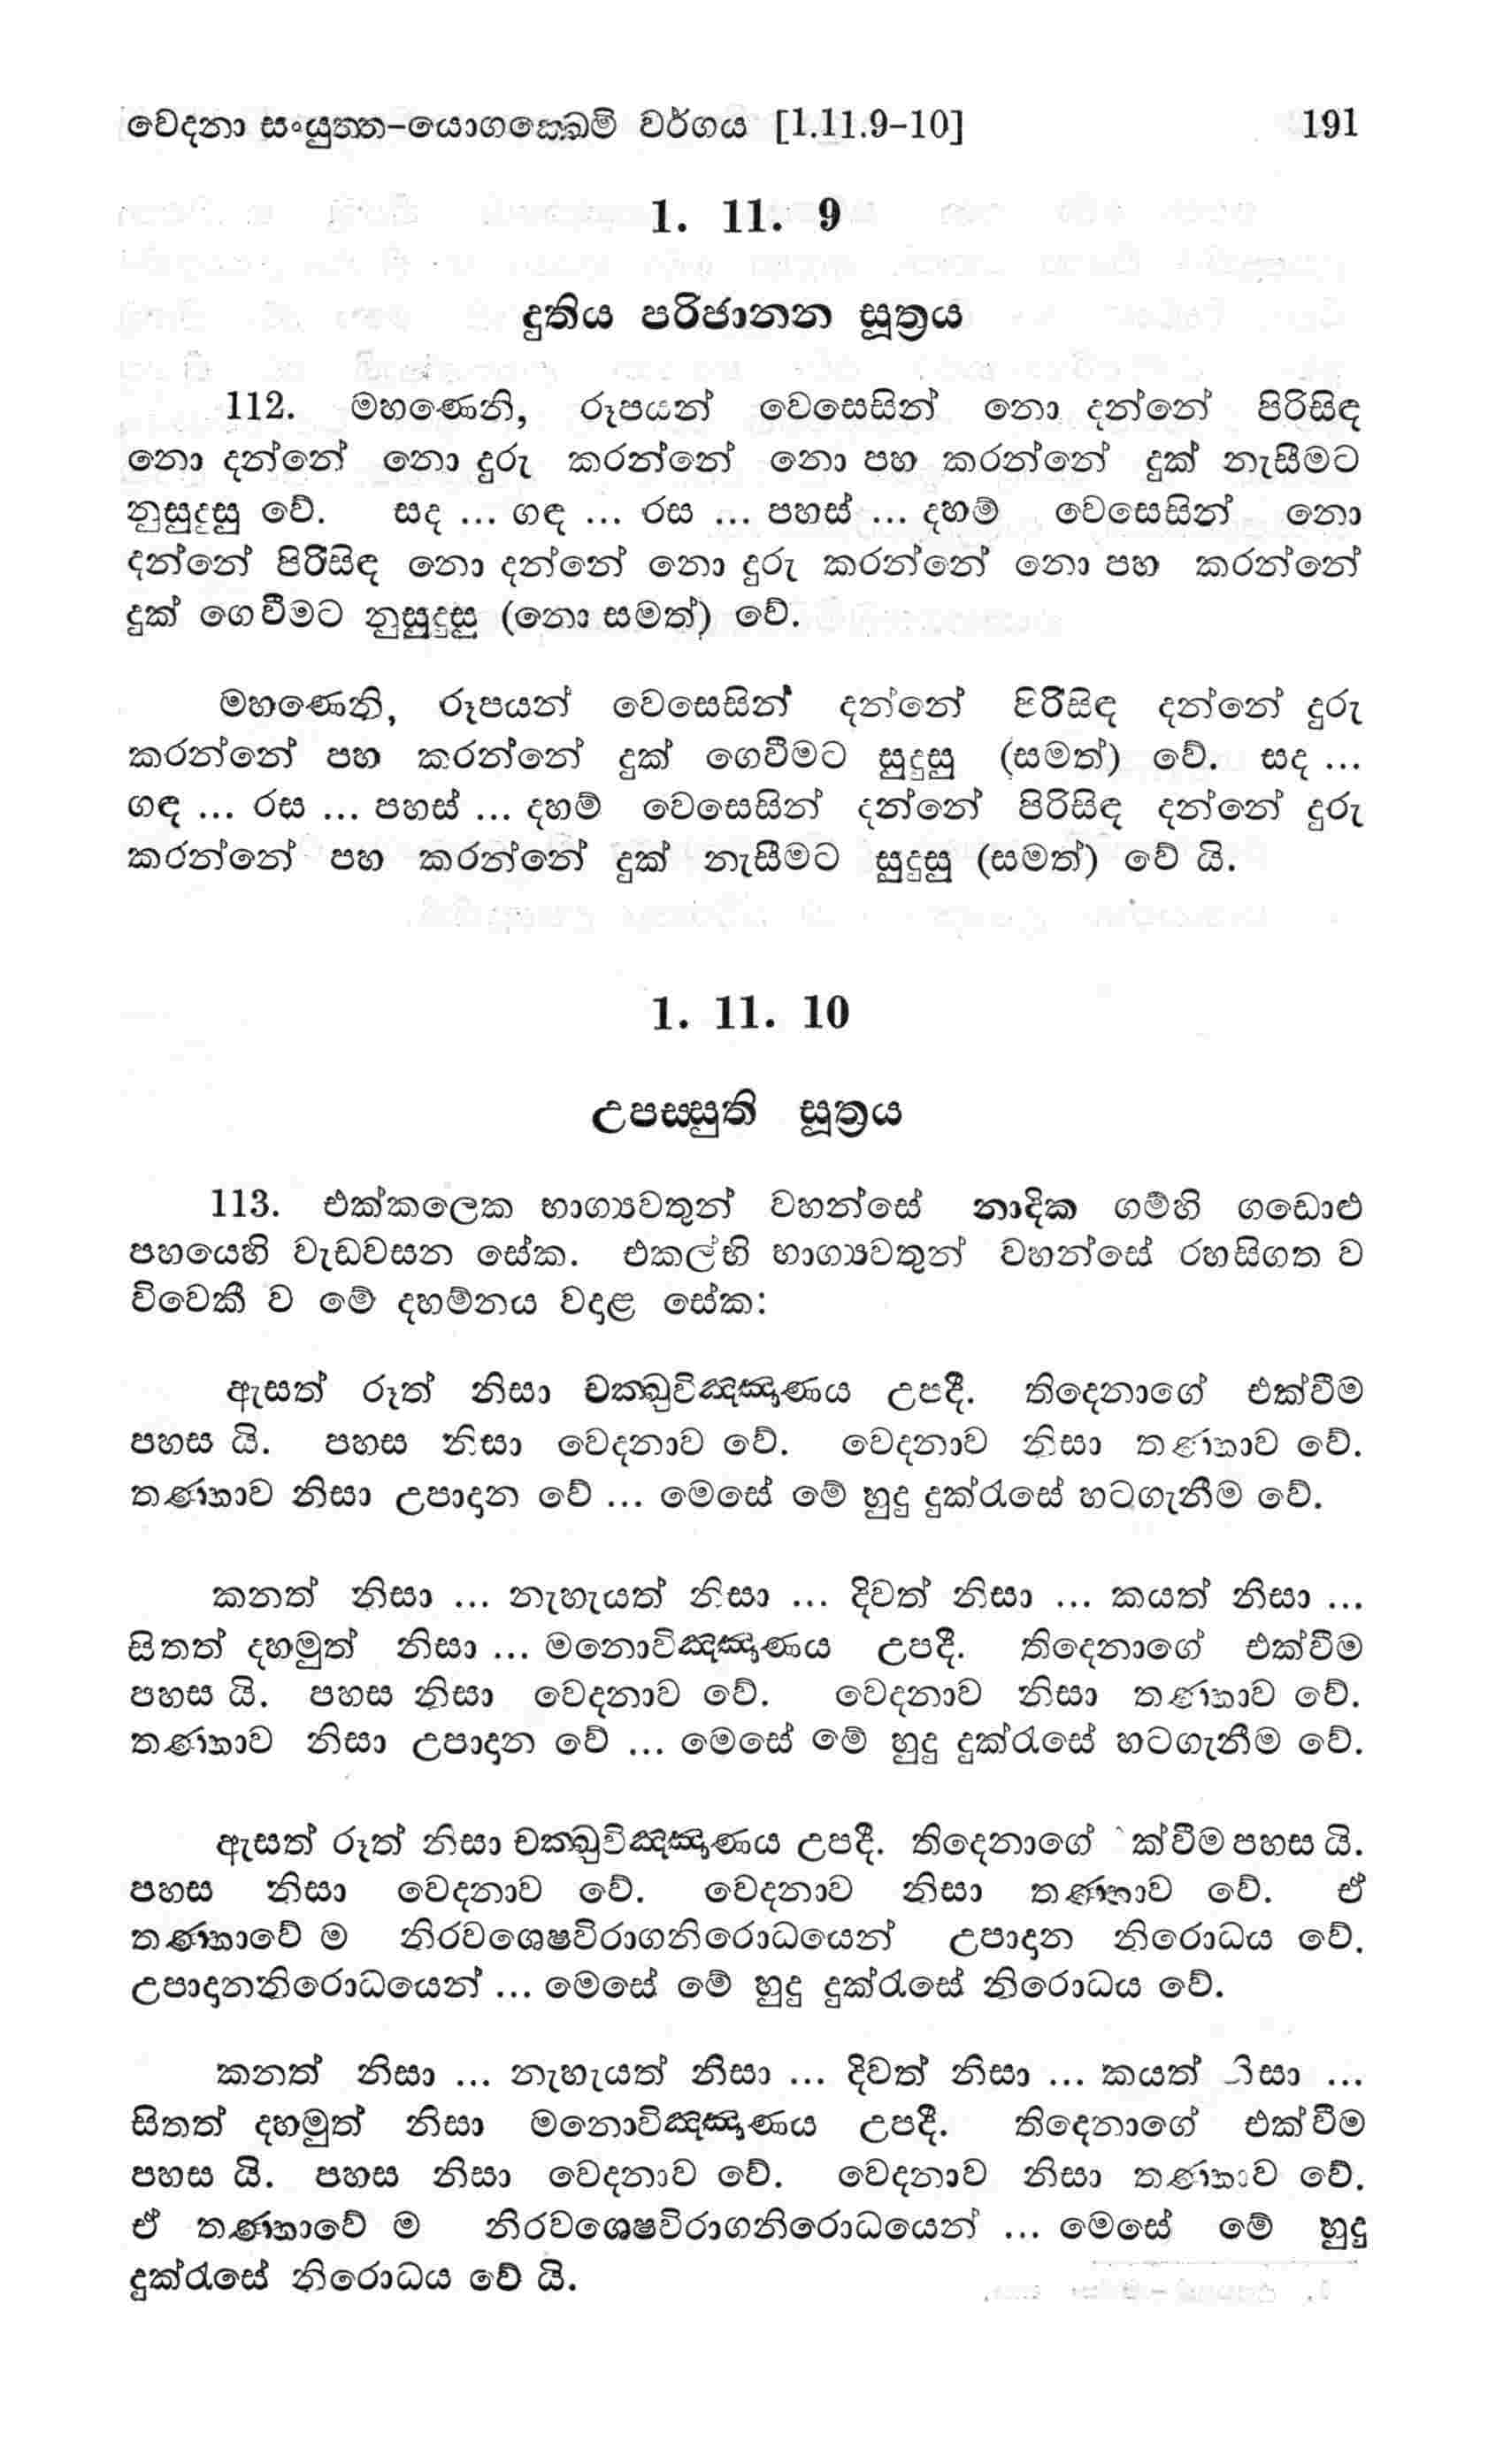 වෙදනා සංයුත්ත-යොගක්ඛෙමි වර්ගය [1.11.9-10] 191
1. 11. 9
දුතිය පරිජානන සූත්‍රය
112. මහණෙනි, රූපයන් වෙසෙසින් නො දන්නේ පිරිසිඳ
නො දන්නේ නො දුරු කරන්නේ නො පහ කරන්නේ දුක් නැසීමට
නුසුදුසු වේ. සද ... ගඳ ... රස ... පහස් ... දහම් වෙසෙසින් නො
දන්නේ පිරිසිඳ නො දන්නේ නො දුරු කරන්නේ නො පහ කරන්නේ
දුක් ගෙවීමට නුසුදුසු (නො සමත්) වේ.
මහණෙනි, රූපයන් වෙසෙසින් දන්නේ පිරිසිඳ දන්නේ දුරු
කරන්නේ පහ කරන්නේ දුක් ගෙවීමට සුදුසු (සමත්) වේ. සද ...
ගඳ ... රස ... පහස් ... දහම් වෙසෙසින් දන්නේ පිරිසිඳ දන්නේ දුරු
කරන්නේ පහ කරන්නේ දුක් නැසීමට සුදුසු (සමත්) වේ යි.
1. 11. 10
උපස්සුති සූත්‍රය
113. එක්කලෙක භාග්‍යවතුන් වහන්සේ නාදික ගම්හි ගඩොළු
පහයෙහි වැඩවසන සේක. එකල්හි භාග්‍යවතුන් වහන්සේ රහසිගත ව
විවෙකී ව මේ දහම්නය වදාළ සේක:
ඇසත් රූත් නිසා චක්ඛුවිඤ්ඤාණය උපදී. තිදෙනාගේ එක්වීම
පහස යි. පහස නිසා වෙදනාව වේ. වෙදනාව නිසා තණ්හාව වේ.
තණ්හාව නිසා උපාදාන වේ ... මෙසේ මේ හුදු දුක්රැසේ හටගැනීම වේ.
කනත් නිසා ... නැහැයත් නිසා ... දිවත් නිසා ... කයත් නිසා ...
සිතත් දහමුත් නිසා ... මනොවිඤ්ඤාණය උපදී. තිදෙනාගේ එක්වීම
පහස යි. පහස නිසා වෙදනාව වේ. වෙදනාව නිසා තණ්හාව වේ.
තණ්හාව නිසා උපාදාන වේ ... මෙසේ මේ හුදු දුක්රැසේ හටගැනීම වේ.
ඇසත් රූත් නිසා චක්ඛුවිඤ්ඤාණය උපදී. තිදෙනාගේ ක්වීම පහස යි.
පහස නිසා වෙදනාව වේ. වෙදනාව නිසා තණ්හාව වේ. ඒ
තණ්හාවේ ම නිරවශෙෂවිරාගනිරොධයෙන් උපාදාන නිරොධය වේ.
උපාදානනිරොධයෙන් ... මෙසේ මේ හුදු දුක්රැසේ නිරොධය වේ.
කනත් නිසා ... නැහැයත් නිසා ... දිවත් නිසා ... කයත් නිසා ...
සිතත් දහමුත් නිසා මනොවිඤ්ඤාණය උපදී. තිදෙනාගේ එක්වීම
පහස යි. පහස නිසා වෙදනාව වේ. වෙදනාව නිසා තණ්හාව වේ.
ඒ තණ්හාවේ ම නිරවශෙෂවිරාගනිරොධයෙන් ... මෙසේ මේ හුදු
දුක්රැසේ නිරොධය වේ යි.